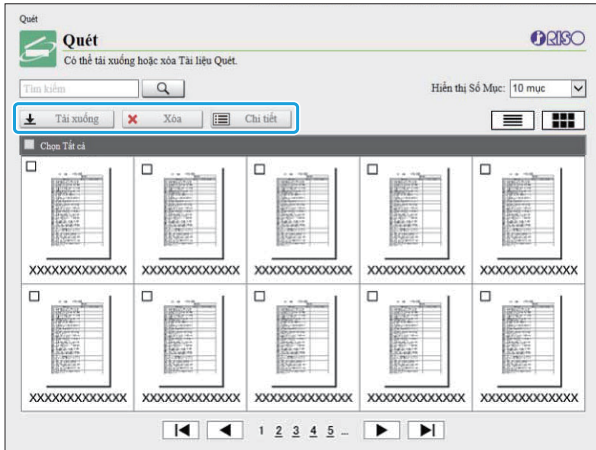 Quét
Quét
RISO
Có thể tải xuống hoặc xóa Tài liệu Quét.
Tìm kiếm
Hiển thị Số Mục: 10 mục
Tải xuống Xóa Chi tiết
Chọn Tất cả
XXXXXXXXXXXXX XXXXXXXXXXXXX XXXXXXXXXXXXX XXXXXXXXXXXXX XXXXXXXXXXXXX
XXXXXXXXXXXXX XXXXXXXXXXXXX XXXXXXXXXXXXX XXXXXXXXXXXXX XXXXXXXXXXXXX
1 2 3 4 5 ...